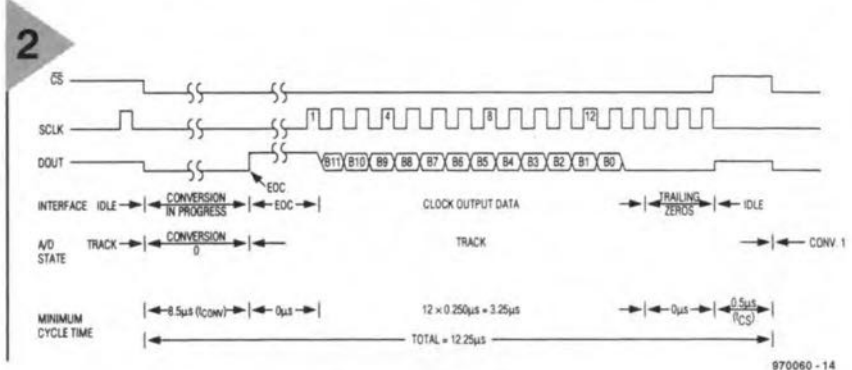 2
CS
SCLK
1 4 8 12
DOUT
B11 B10 B9 B8 B7 B6 B5 B4 B3 B2 B1 B0
EOC
INTERFACE IDLE CONVERSION IN PROGRESS EOC CLOCK OUTPUT DATA TRAILING ZEROS IDLE
A/D STATE TRACK CONVERSION 0 TRACK CONV. 1
MINIMUM CYCLE TIME 8.5µs (tCONV) 0µs 12 × 0.250µs = 3.25µs 0µs 0.5µs (tCS)
TOTAL = 12.25µs
970060 - 14